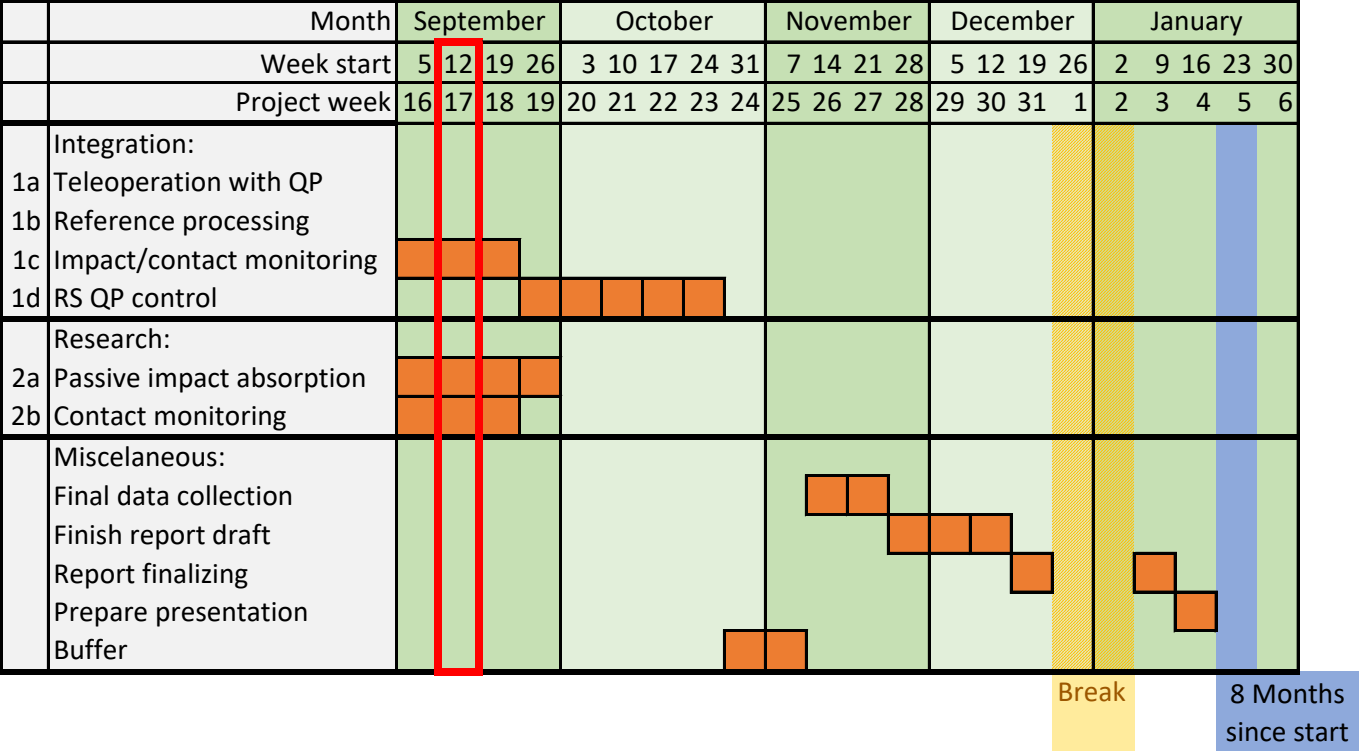 Month September October November December January
Week start 5 12 19 26 3 10 17 24 31 7 14 21 28 5 12 19 26 2 9 16 23 30
Project week 16 17 18 19 20 21 22 23 24 25 26 27 28 29 30 31 1 2 3 4 5 6
Integration:
1a Teleoperation with QP
1b Reference processing
1c Impact/contact monitoring
1d RS QP control
Research:
2a Passive impact absorption
2b Contact monitoring
Miscelaneous:
Final data collection
Finish report draft
Report finalizing
Prepare presentation
Buffer
Break
8 Months
since start